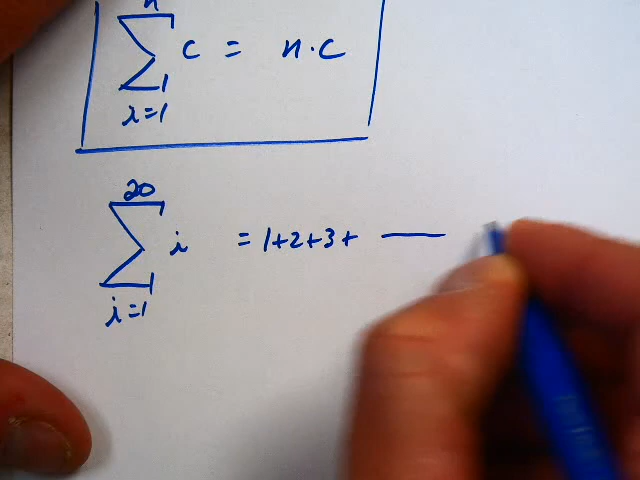 n
∑ c = n·c
i=1
20
∑ i = 1+2+3+ —
i=1